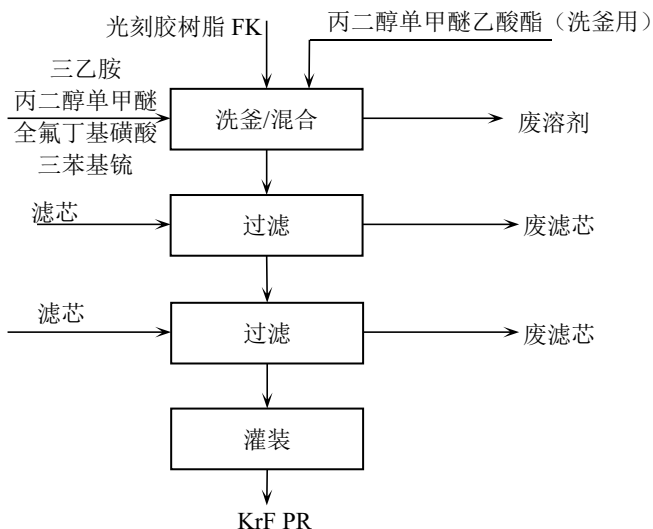 光刻胶树脂 FK
丙二醇单甲醚乙酸酯（洗釜用）
三乙胺
丙二醇单甲醚
全氟丁基磺酸
三苯基锍
洗釜/混合
废溶剂
滤芯
过滤
废滤芯
滤芯
过滤
废滤芯
灌装
KrF PR